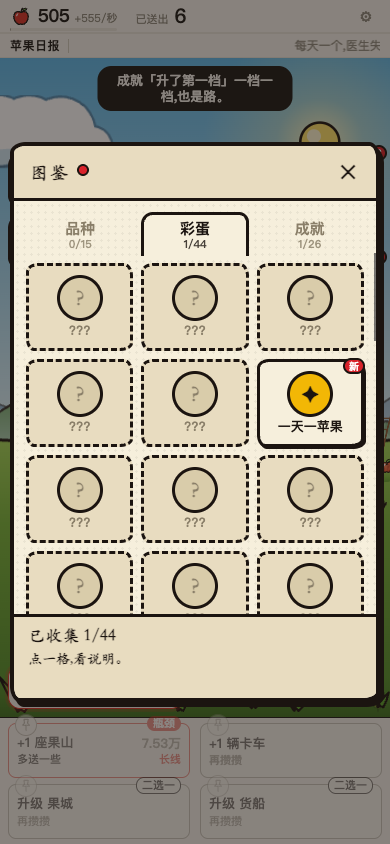 505 +555/秒 已送出 6
苹果日报 每天一个,医生失
成就「升了第一档」一档一
档,也是路。
图鉴
品种 彩蛋 成就
0/15 1/44 1/26
? ? ?
??? ??? ???
? ? 新
??? ??? 一天一苹果
? ? ?
??? ??? ???
? ? ?
已收集 1/44
点一格,看说明。
瓶颈
+1 座果山 7.53万 +1 辆卡车
多送一些 长线 再攒攒
二选一 二选一
升级 果城 升级 货船
再攒攒 再攒攒